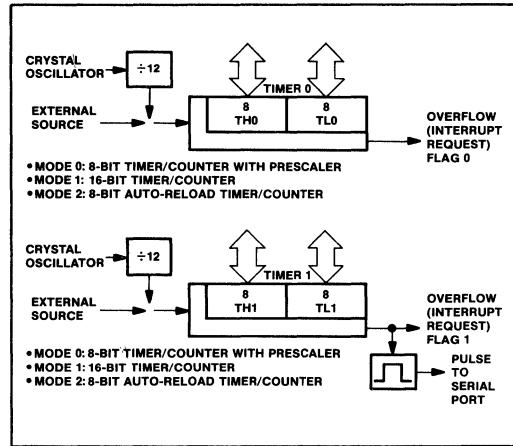 CRYSTAL
OSCILLATOR
÷12
EXTERNAL
SOURCE
TIMER 0
8
TH0
8
TL0
OVERFLOW
(INTERRUPT
REQUEST)
FLAG 0
• MODE 0: 8-BIT TIMER/COUNTER WITH PRESCALER
• MODE 1: 16-BIT TIMER/COUNTER
• MODE 2: 8-BIT AUTO-RELOAD TIMER/COUNTER
CRYSTAL
OSCILLATOR
÷12
EXTERNAL
SOURCE
TIMER 1
8
TH1
8
TL1
OVERFLOW
(INTERRUPT
REQUEST)
FLAG 1
• MODE 0: 8-BIT TIMER/COUNTER WITH PRESCALER
• MODE 1: 16-BIT TIMER/COUNTER
• MODE 2: 8-BIT AUTO-RELOAD TIMER/COUNTER
PULSE
TO
SERIAL
PORT